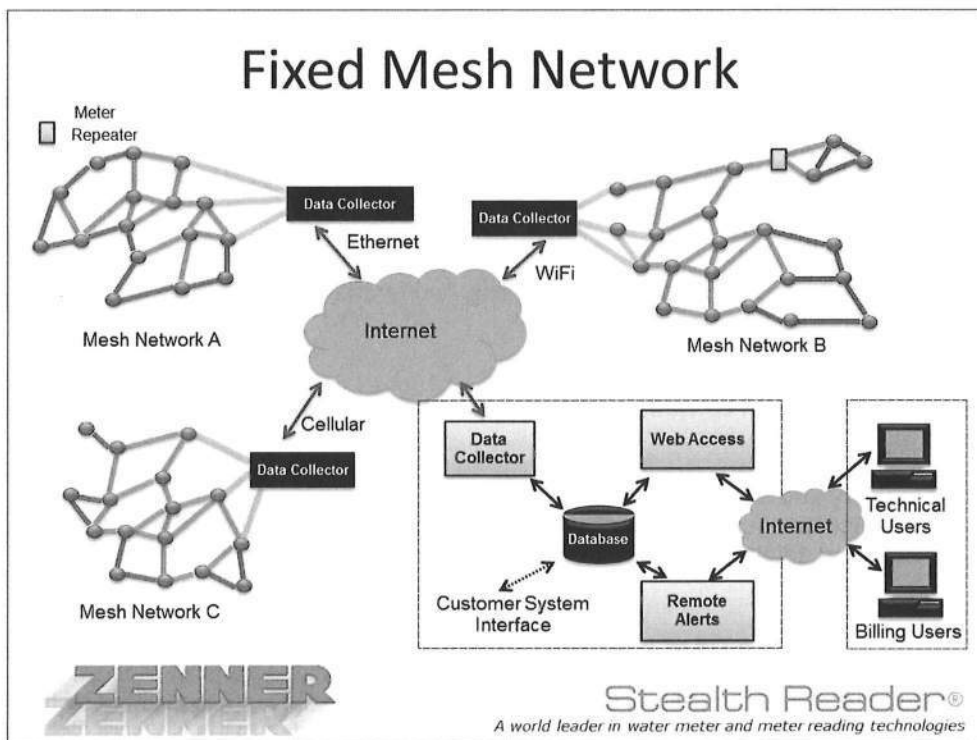 Fixed Mesh Network
Meter
Repeater
Data Collector
Ethernet
Mesh Network A
Data Collector
WiFi
Mesh Network B
Internet
Cellular
Data Collector
Mesh Network C
Data
Collector
Web Access
Database
Internet
Customer System
Interface
Remote
Alerts
Technical
Users
Billing Users
ZENNER
ZENNER
Stealth Reader®
A world leader in water meter and meter reading technologies